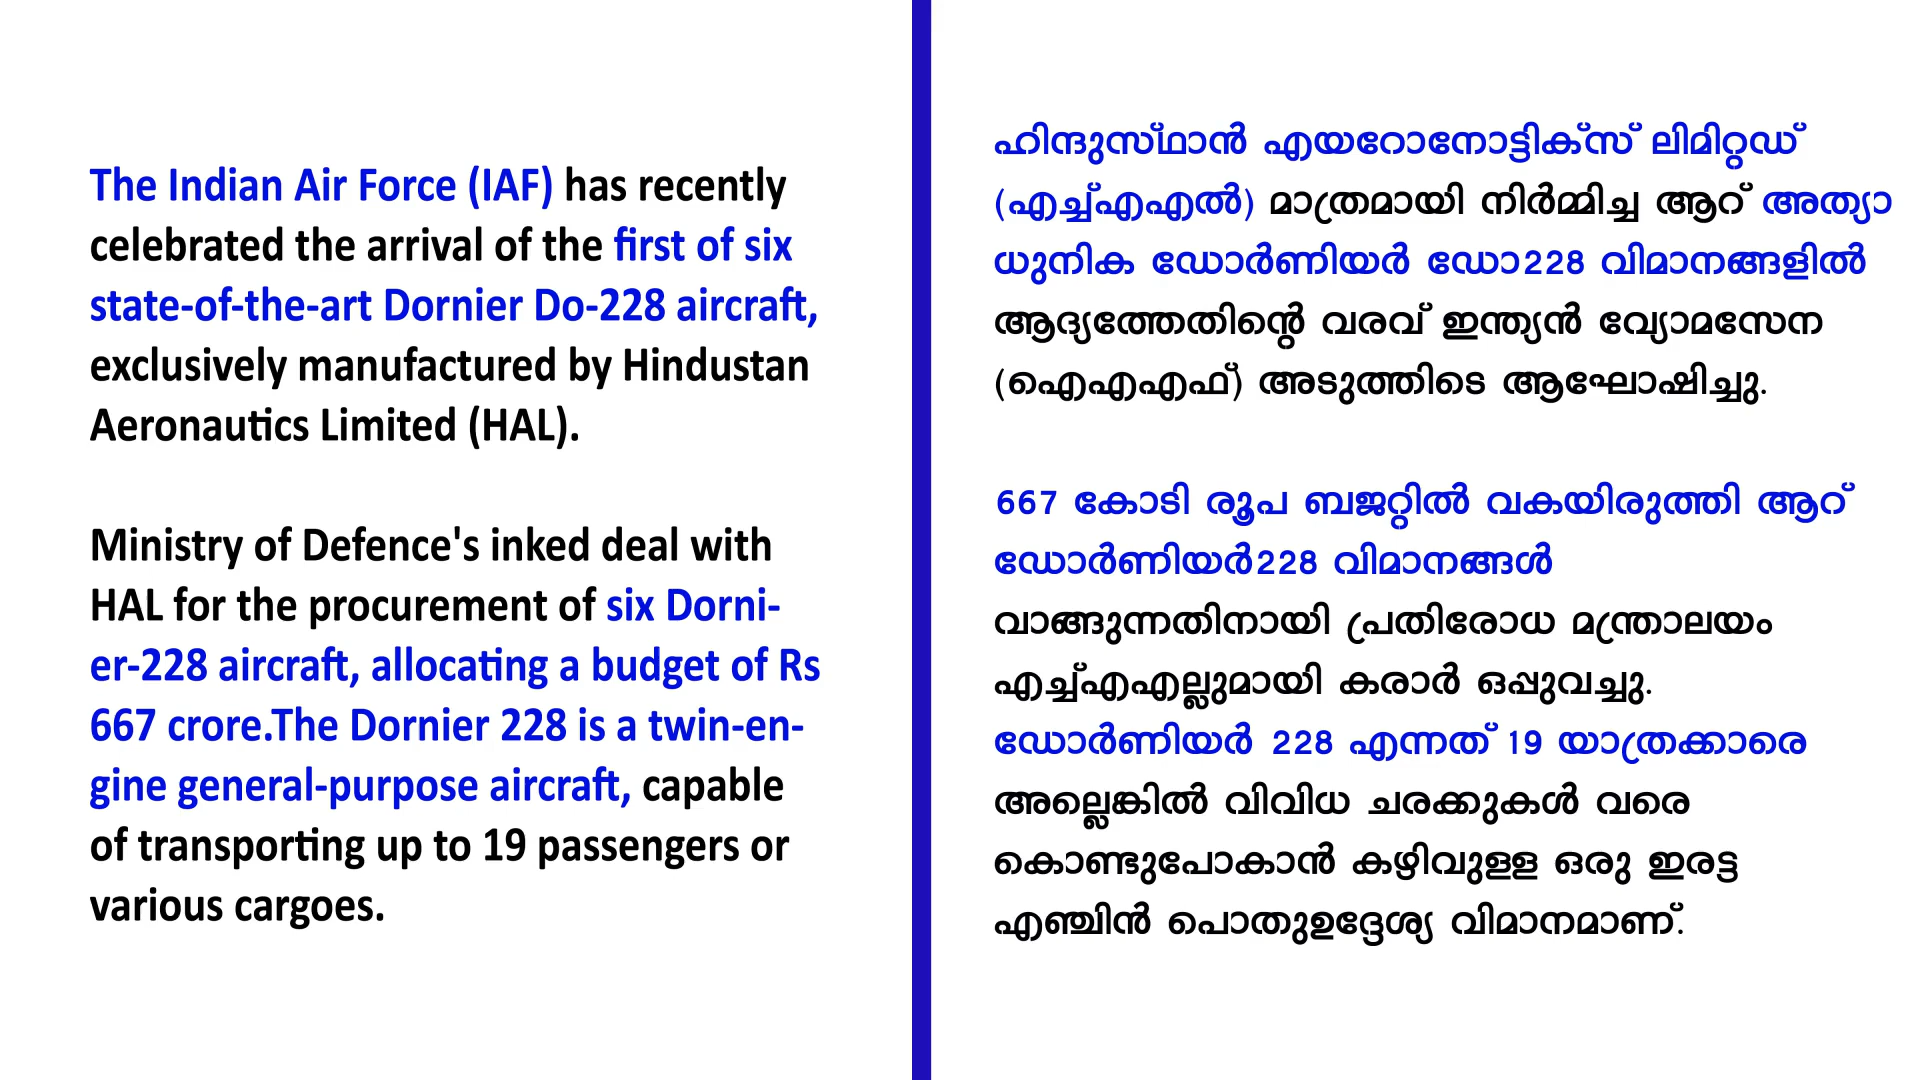 The Indian Air Force (IAF) has recently
celebrated the arrival of the first of six
state-of-the-art Dornier Do-228 aircraft,
exclusively manufactured by Hindustan
Aeronautics Limited (HAL).
Ministry of Defence's inked deal with
HAL for the procurement of six Dorni-
er-228 aircraft, allocating a budget of Rs
667 crore.The Dornier 228 is a twin-en-
gine general-purpose aircraft, capable
of transporting up to 19 passengers or
various cargoes.
ഹിന്ദുസ്ഥാൻ എയറോനോട്ടിക്സ് ലിമിറ്റഡ്
(എച്ച്എഎൽ) മാത്രമായി നിർമ്മിച്ച ആറ് അത്യാ
ധുനിക ഡോർണിയർ ഡോ228 വിമാനങ്ങളിൽ
ആദ്യത്തേതിന്റെ വരവ് ഇന്ത്യൻ വ്യോമസേന
(ഐഎഎഫ്) അടുത്തിടെ ആഘോഷിച്ചു.
667 കോടി രൂപ ബജറ്റിൽ വകയിരുത്തി ആറ്
ഡോർണിയർ228 വിമാനങ്ങൾ
വാങ്ങുന്നതിനായി പ്രതിരോധ മന്ത്രാലയം
എച്ച്എഎല്ലുമായി കരാർ ഒപ്പുവച്ചു.
ഡോർണിയർ 228 എന്നത് 19 യാത്രക്കാരെ
അല്ലെങ്കിൽ വിവിധ ചരക്കുകൾ വരെ
കൊണ്ടുപോകാൻ കഴിവുള്ള ഒരു ഇരട്ട
എഞ്ചിൻ പൊതുഉദ്ദേശ്യ വിമാനമാണ്.